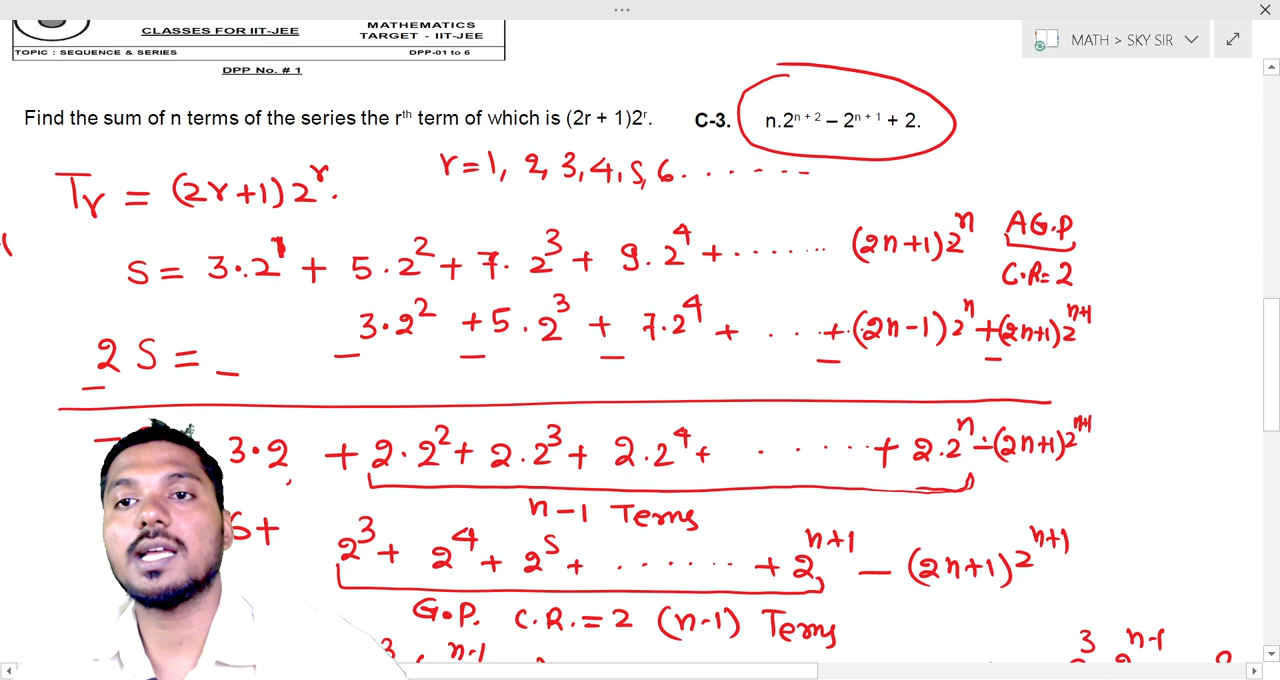 CLASSES FOR IIT-JEE
MATHEMATICS
TARGET - IIT-JEE
TOPIC : SEQUENCE & SERIES
DPP-01 to 6
DPP No. # 1
MATH > SKY SIR
Find the sum of n terms of the series the rᵗʰ term of which is (2r + 1)2ʳ.
C-3. n.2ⁿ⁺² – 2ⁿ⁺¹ + 2.
Tᵣ = (2r+1)2ʳ.
r=1, 2, 3, 4, 5, 6.......
S = 3·2¹ + 5·2² + 7·2³ + 9·2⁴ + ....... (2n+1)2ⁿ
A.G.P
C.R=2
2S = 3·2² + 5·2³ + 7·2⁴ + ... + (2n-1)2ⁿ + (2n+1)2ⁿ⁺¹
3·2 + 2·2² + 2·2³ + 2·2⁴ + ...... + 2·2ⁿ - (2n+1)2ⁿ⁺¹
n-1 Terms
6+ 2³ + 2⁴ + 2⁵ + ...... + 2ⁿ⁺¹ - (2n+1)2ⁿ⁺¹
G.P. C.R.=2 (n-1) Terms